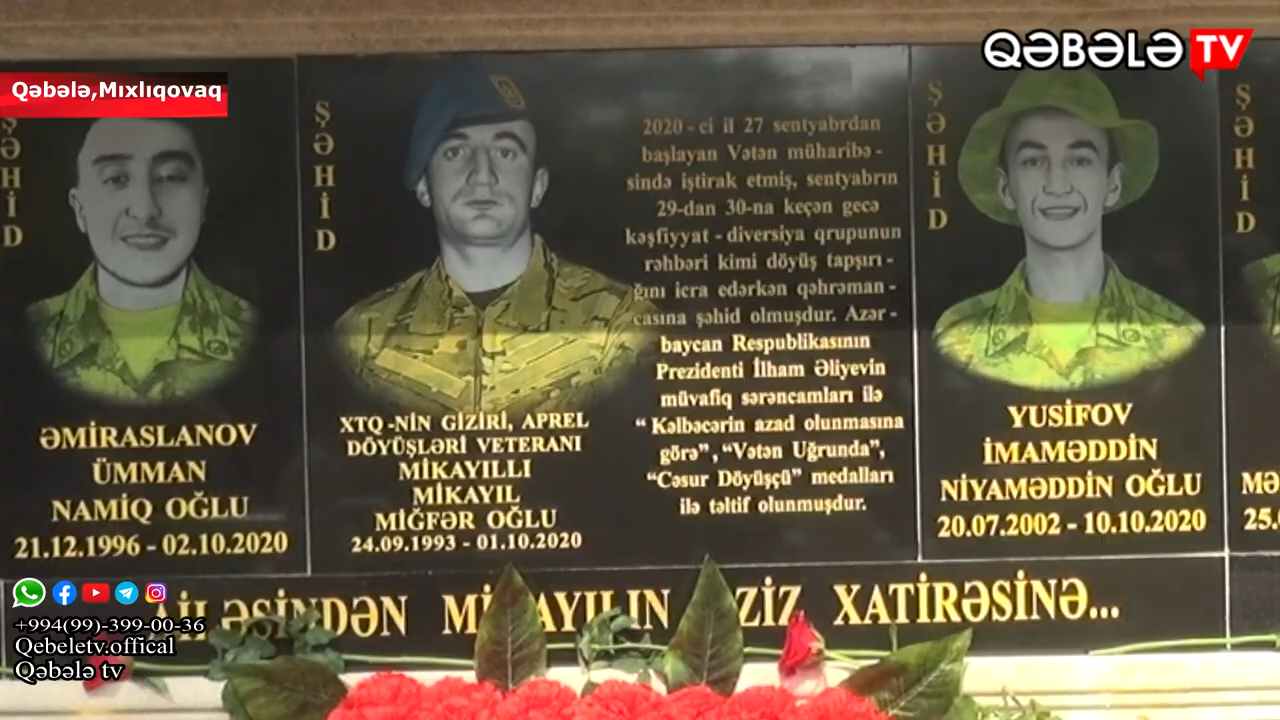 QƏBƏLƏ TV
Qəbələ,Mıxlıqovaq
ŞƏHİD
ƏMİRASLANOV
ÜMMAN
NAMİQ OĞLU
21.12.1996 - 02.10.2020
ŞƏHİD
XTQ-NİN GİZİRİ, APREL
DÖYÜŞLƏRİ VETERANI
MİKAYILLI
MİKAYIL
MİĞFƏR OĞLU
24.09.1993 - 01.10.2020
2020-ci il 27 sentyabrdan
başlayan Vətən müharibə-
sində iştirak etmiş, sentyabrın
29-dan 30-na keçən gecə
kəşfiyyat-diversiya qrupunun
rəhbəri kimi döyüş tapşırı-
ğını icra edərkən qəhrəman-
casına şəhid olmuşdur. Azər-
baycan Respublikasının
Prezidenti İlham Əliyevin
müvafiq sərəncamları ilə
“Kəlbəcərin azad olunmasına
görə”, “Vətən Uğrunda”,
“Cəsur Döyüşçü” medalları
ilə təltif olunmuşdur.
ŞƏHİD
YUSİFOV
İMAMƏDDİN
NİYAMƏDDİN OĞLU
20.07.2002 - 10.10.2020
ŞƏHİD
AİLƏSİNDƏN MİKAYILIN ƏZİZ XATİRƏSİNƏ...
+994(99)-399-00-36
Qebeletv.offical
Qəbələ tv